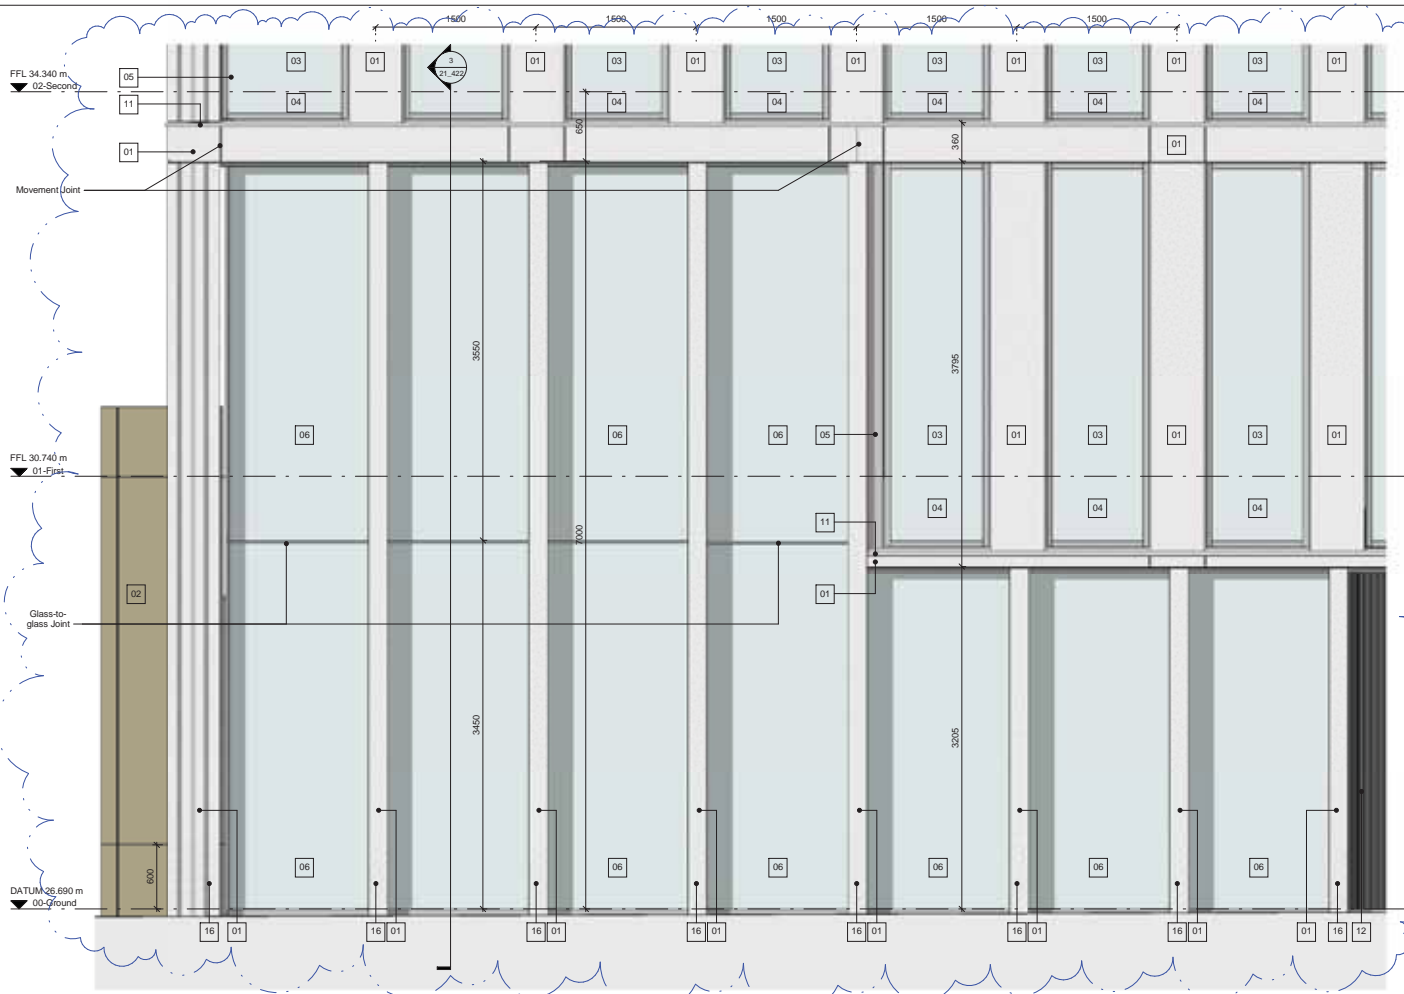 1500 1500 1500 1500 1500
03 01 3 01 03 01 03 01 03 01 03 01 03 01
21_422
FFL 34.340 m
02-Second
05
04 04 04 04 04 04
11
650
360
01
01
Movement Joint
3550
3795
06 06 06 05 03 01 03 01 03 01
FFL 30.740 m
01-First
04 04 04
11
7000
02
01
Glass-to-
glass Joint
3450
3205
600
06 06 06 06 06 06
DATUM 26.690 m
00-Ground
16 01 16 01 16 01 16 01 16 01 16 01 16 01 01 16 12